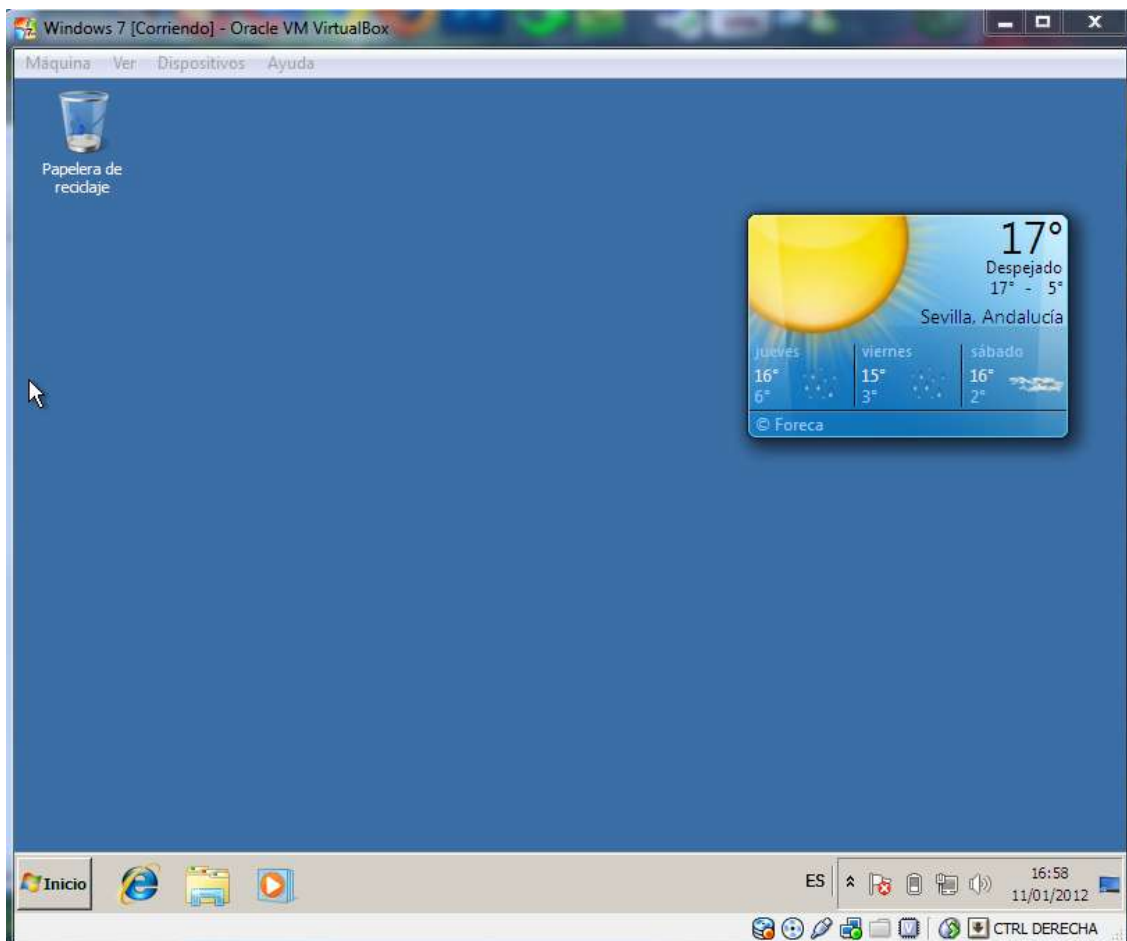 Windows 7 [Corriendo] - Oracle VM VirtualBox
Máquina Ver Dispositivos Ayuda
Papelera de
reciclaje
17°
Despejado
17° - 5°
Sevilla, Andalucía
jueves viernes sábado
16° 15° 16°
6° 3° 2°
© Foreca
Inicio
ES
16:58
11/01/2012
CTRL DERECHA